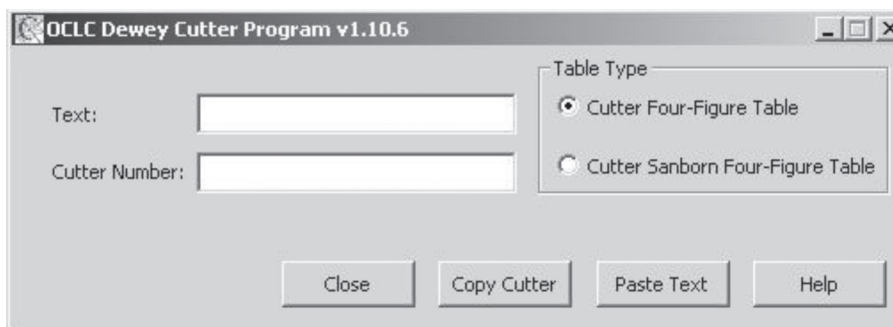 OCLC Dewey Cutter Program v1.10.6
Table Type
Text:
Cutter Four-Figure Table
Cutter Number:
Cutter Sanborn Four-Figure Table
Close
Copy Cutter
Paste Text
Help